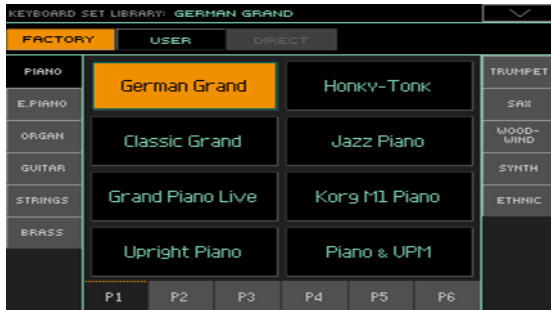 KEYBOARD SET LIBRARY: GERMAN GRAND
FACTORY USER DIRECT
PIANO
E.PIANO
ORGAN
GUITAR
STRINGS
BRASS
German Grand Honky-Tonk
Classic Grand Jazz Piano
Grand Piano Live Korg M1 Piano
Upright Piano Piano & UPM
TRUMPET
SAX
WOOD-
WIND
SYNTH
ETHNIC
P1 P2 P3 P4 P5 P6